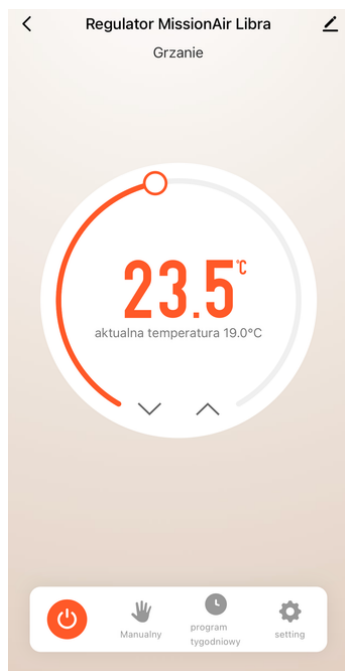 Regulator MissionAir Libra
Grzanie
23.5°C
aktualna temperatura 19.0°C
Manualny
program
tygodniowy
setting